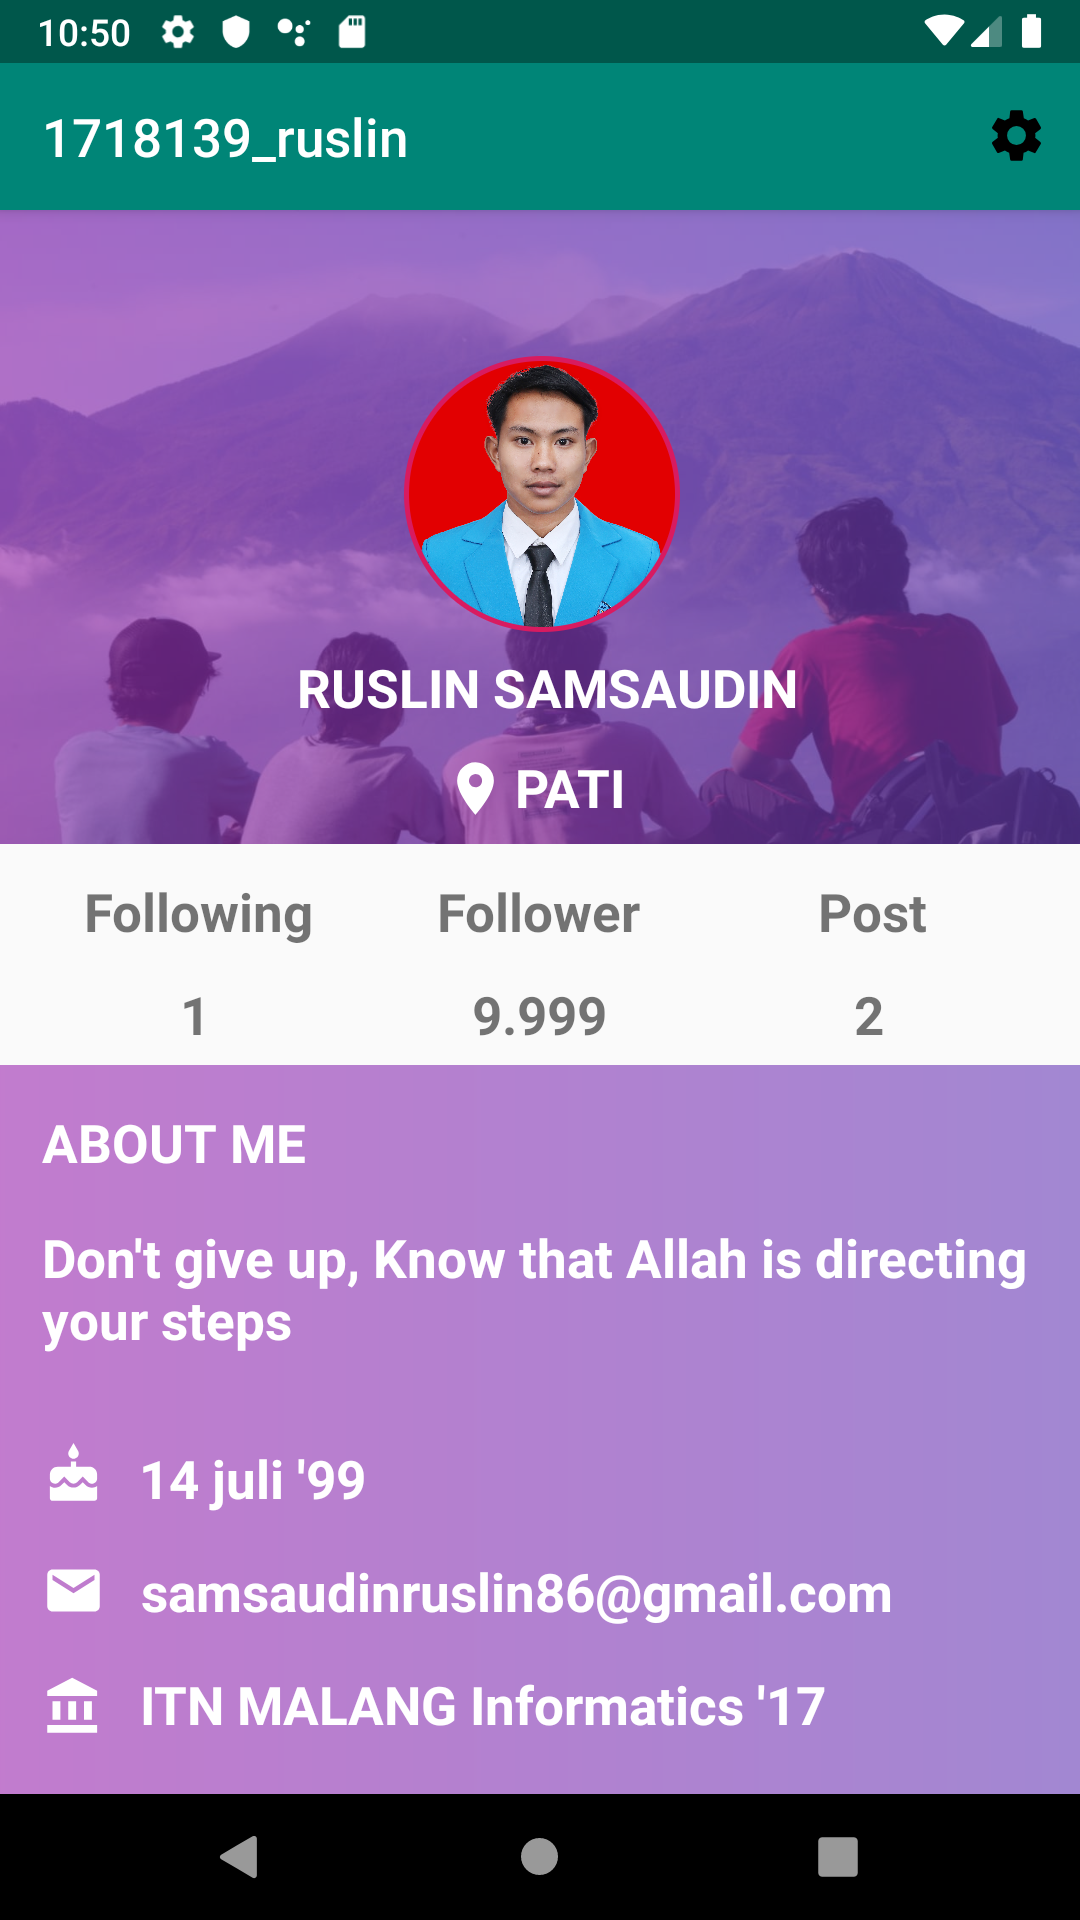 10:50
1718139_ruslin
RUSLIN SAMSAUDIN
PATI
Following Follower Post
1 9.999 2
ABOUT ME
Don't give up, Know that Allah is directing
your steps
14 juli '99
samsaudinruslin86@gmail.com
ITN MALANG Informatics '17